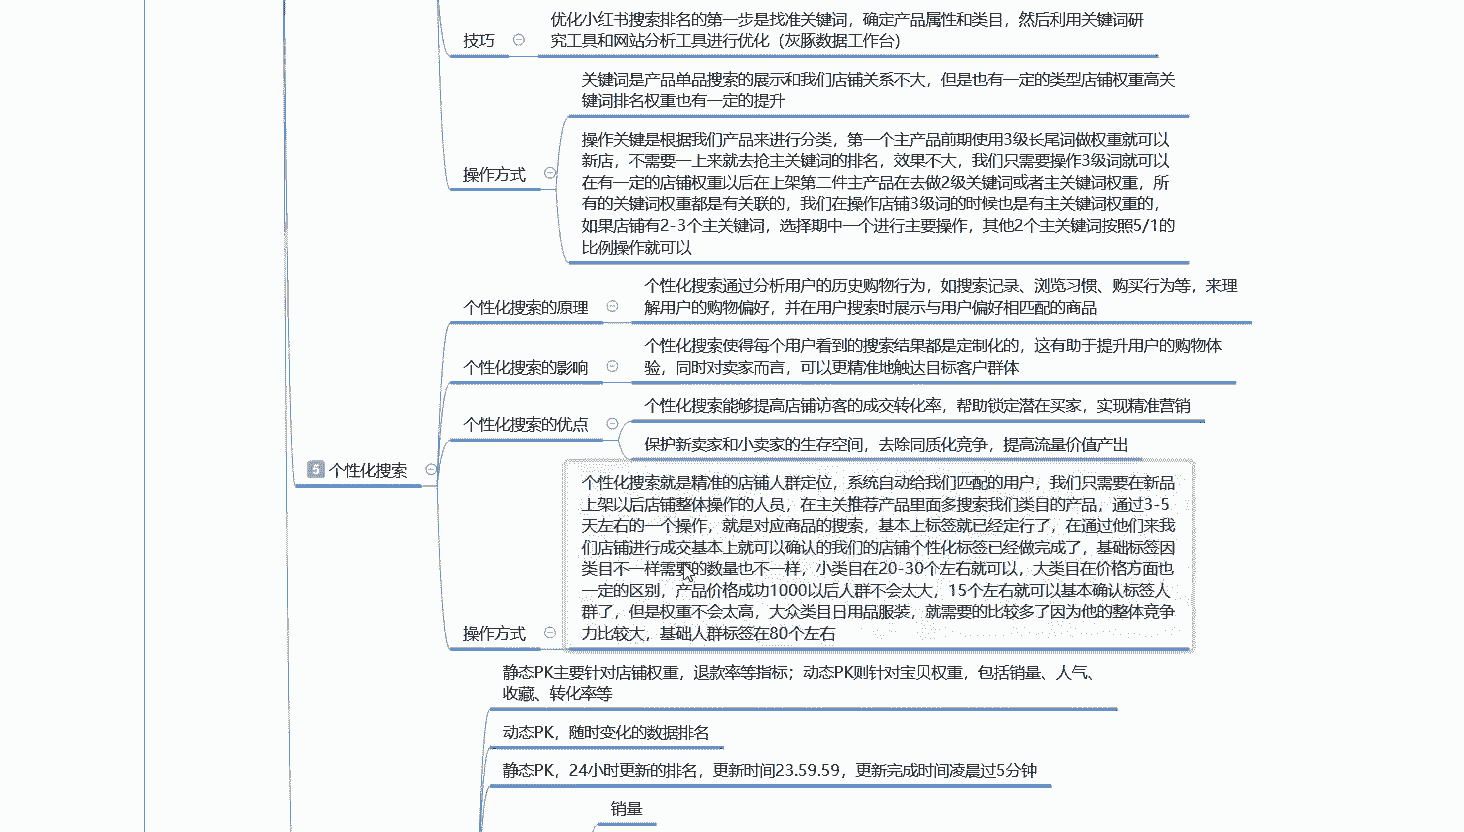 优化小红书搜索排名的第一步是找准关键词，确定产品属性和类目，然后利用关键词研
究工具和网站分析工具进行优化（灰豚数据工作台）
技巧
关键词是产品单品搜索的展示和我们店铺关系不大，但是也有一定的类型店铺权重高关
键词排名权重也有一定的提升
操作关键是根据我们产品来进行分类，第一个主产品前期使用3级长尾词做权重就可以
新店，不需要一上来就去抢主关键词的排名，效果不大，我们只需要操作3级词就可以
在有一定的店铺权重以后在上架第二件主产品在去做2级关键词或者主关键词权重，所
有的关键词权重都是有关联的，我们在操作店铺3级词的时候也是有主关键词权重的，
如果店铺有2-3个主关键词，选择期中一个进行主要操作，其他2个主关键词按照5/1的
比例操作就可以
操作方式
个性化搜索通过分析用户的历史购物行为，如搜索记录、浏览习惯、购买行为等，来理
解用户的购物偏好，并在用户搜索时展示与用户偏好相匹配的商品
个性化搜索的原理
个性化搜索使得每个用户看到的搜索结果都是定制化的，这有助于提升用户的购物体
验，同时对卖家而言，可以更精准地触达目标客户群体
个性化搜索的影响
个性化搜索能够提高店铺访客的成交转化率，帮助锁定潜在买家，实现精准营销
个性化搜索的优点
保护新卖家和小卖家的生存空间，去除同质化竞争，提高流量价值产出
5 个性化搜索
个性化搜索就是精准的店铺人群定位，系统自动给我们匹配的用户，我们只需要在新品
上架以后店铺整体操作的人员，在主关推荐产品里面多搜索我们类目的产品，通过3-5
天左右的一个操作，就是对应商品的搜索，基本上标签就已经定行了，在通过他们来我
们店铺进行成交基本上就可以确认的我们的店铺个性化标签已经做完成了，基础标签因
类目不一样需要的数量也不一样，小类目在20-30个左右就可以，大类目在价格方面也
一定的区别，产品价格成功1000以后人群不会太大，15个左右就可以基本确认标签人
群了，但是权重不会太高，大众类目日用品服装，就需要的比较多了因为他的整体竞争
力比较大，基础人群标签在80个左右
操作方式
静态PK主要针对店铺权重，退款率等指标；动态PK则针对宝贝权重，包括销量、人气、
收藏、转化率等
动态PK，随时变化的数据排名
静态PK，24小时更新的排名，更新时间23.59.59，更新完成时间凌晨过5分钟
销量